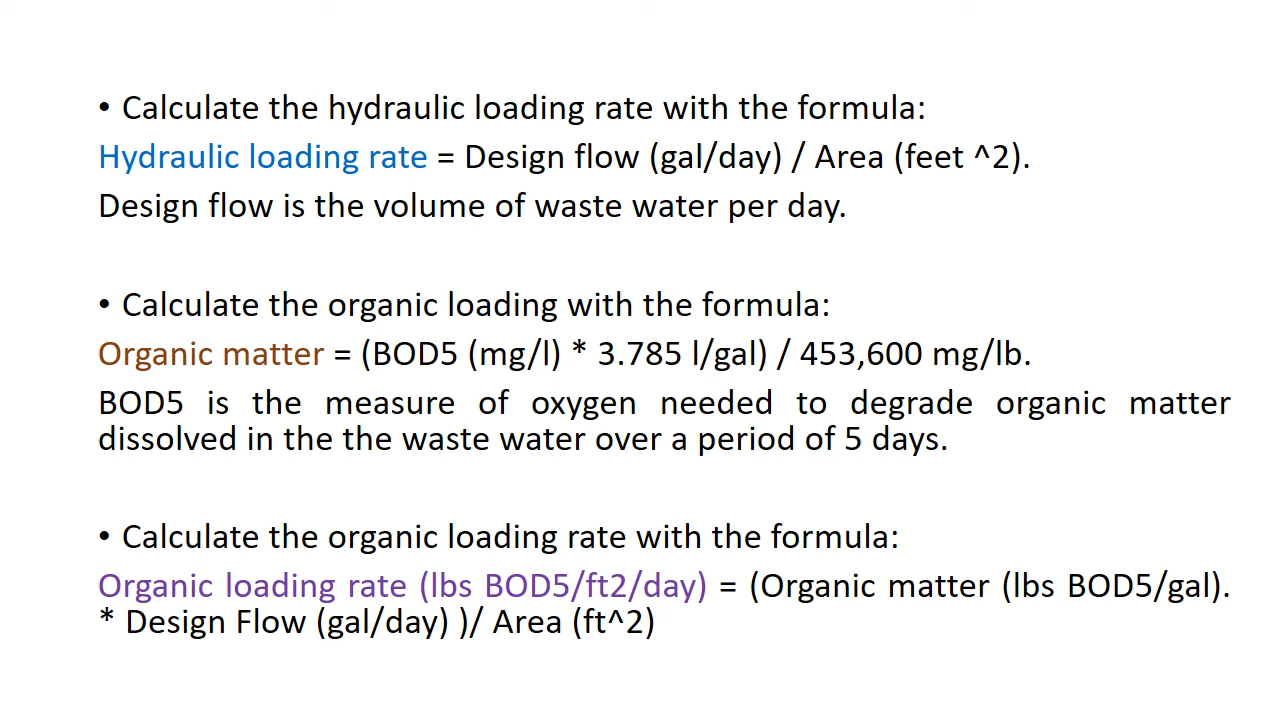 • Calculate the hydraulic loading rate with the formula:
Hydraulic loading rate = Design flow (gal/day) / Area (feet ^2).
Design flow is the volume of waste water per day.
• Calculate the organic loading with the formula:
Organic matter = (BOD5 (mg/l) * 3.785 l/gal) / 453,600 mg/lb.
BOD5 is the measure of oxygen needed to degrade organic matter
dissolved in the the waste water over a period of 5 days.
• Calculate the organic loading rate with the formula:
Organic loading rate (lbs BOD5/ft2/day) = (Organic matter (lbs BOD5/gal).
* Design Flow (gal/day) )/ Area (ft^2)